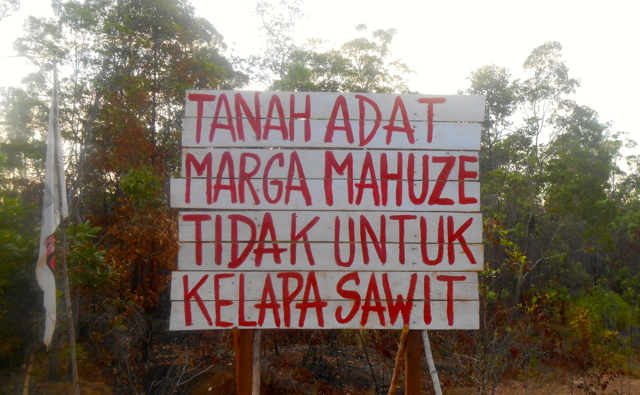 TANAH ADAT
MARGA MAHUZE
TIDAK UNTUK
KELAPA SAWIT